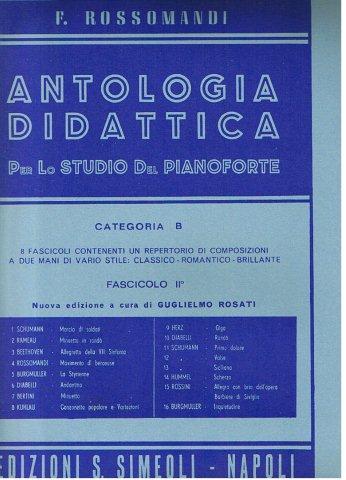 F. ROSSOMANDI
ANTOLOGIA
DIDATTICA
PER LO STUDIO DEL PIANOFORTE
CATEGORIA B
8 FASCICOLI CONTENENTI UN REPERTORIO DI COMPOSIZIONI
A DUE MANI DI VARIO STILE: CLASSICO - ROMANTICO - BRILLANTE
FASCICOLO II°
Nuova edizione a cura di GUGLIELMO ROSATI
1 SCHUMANN - Marcia di soldati
2 RAMEAU - Minuetto in rondò
3 BEETHOVEN - Allegretto della VII Sinfonia
4 ROSSOMANDI - Movimento d'berceuse
5 BURGMULLER - La Styrienne
6 DIABELLI - Andantino
7 BERTINI - Minuetto
8 KUHLAU - Canzonetta popolare e Variazioni
9 HERZ - Giga
10 DIABELLI - Rondò
11 SCHUMANN - Primo dolore
12 " - Valse
13 - Siciliana
14 HUMMEL - Scherzo
15 ROSSINI - Allegro con brio dell'opera
Barbiere di Siviglia
16 BURGMULLER - Inquietudine
EDIZIONI S. SIMEOLI - NAPOLI